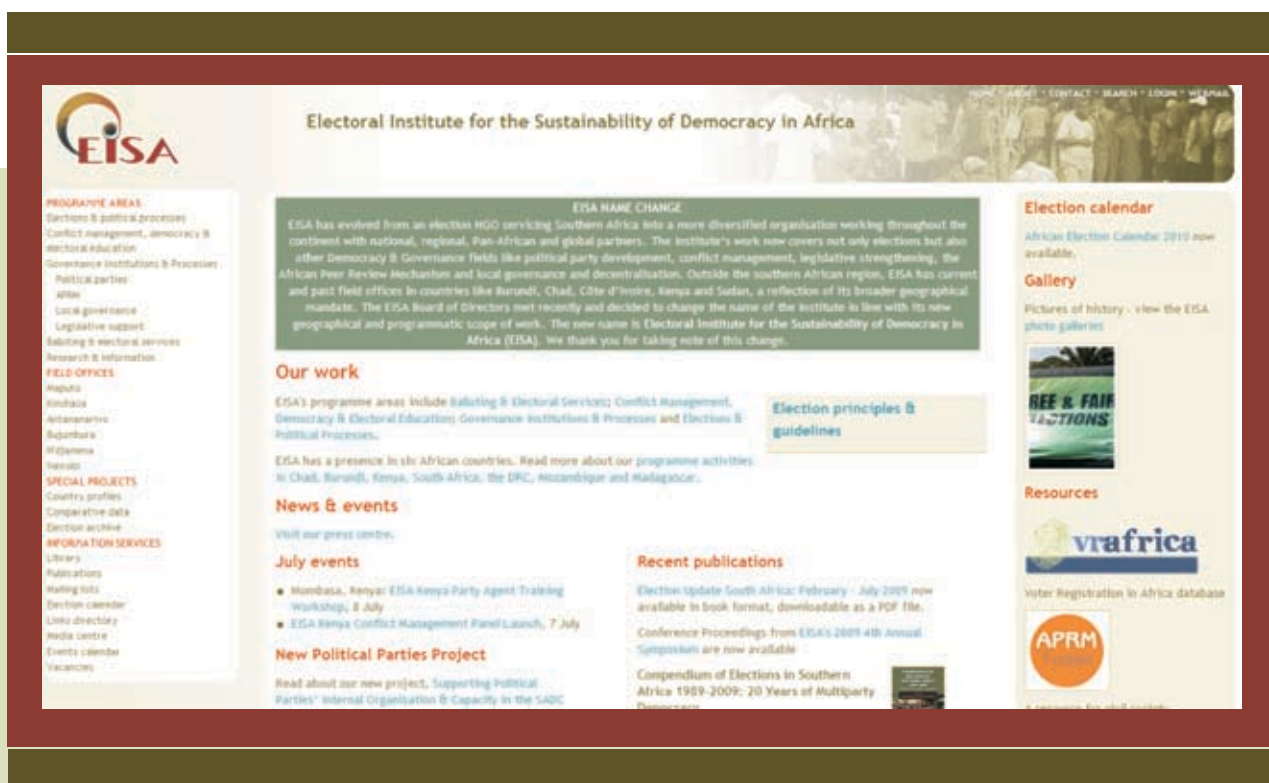 HOME • ABOUT • CONTACT • SEARCH • LOGIN • WEBMAIL
EISA
Electoral Institute for the Sustainability of Democracy in Africa
PROGRAMME AREAS
Elections & political processes
Conflict management, democracy &
electoral education
Governance Institutions & Processes
Political parties
APRM
Local governance
Legislative support
Balloting & electoral services
Research & information
FIELD OFFICES
Maputo
Kinshasa
Antananarivo
Bujumbura
N'Djamena
Nairobi
SPECIAL PROJECTS
Country profiles
Comparative data
Election archive
INFORMATION SERVICES
Library
Publications
Mailing lists
Election calendar
Links directory
Media centre
Events calendar
Vacancies
EISA NAME CHANGE
EISA has evolved from an election NGO servicing Southern Africa into a more diversified organisation working throughout the
continent with national, regional, Pan-African and global partners. The institute's work now covers not only elections but also
other Democracy & Governance fields like political party development, conflict management, legislative strengthening, the
African Peer Review Mechanism and local governance and decentralisation. Outside the southern African region, EISA has current
and past field offices in countries like Burundi, Chad, Côte d'Ivoire, Kenya and Sudan, a reflection of its broader geographical
mandate. The EISA Board of Directors met recently and decided to change the name of the institute in line with its new
geographical and programmatic scope of work. The new name is Electoral Institute for the Sustainability of Democracy in
Africa (EISA). We thank you for taking note of this change.
Our work
EISA's programme areas include Balloting & Electoral Services; Conflict Management,
Democracy & Electoral Education; Governance Institutions & Processes and Elections &
Political Processes.
EISA has a presence in six African countries. Read more about our programme activities
in Chad, Burundi, Kenya, South Africa, the DRC, Mozambique and Madagascar.
Election principles &
guidelines
News & events
Visit our press centre.
July events
• Mombasa, Kenya: EISA Kenya Party Agent Training
Workshop, 8 July
• EISA Kenya Conflict Management Panel Launch, 7 July
New Political Parties Project
Read about our new project, Supporting Political
Parties' Internal Organisation & Capacity in the SADC
Recent publications
Election Update South Africa: February - July 2009 now
available in book format, downloadable as a PDF file.
Conference Proceedings from EISA's 2009 4th Annual
Symposium are now available
Compendium of Elections in Southern
Africa 1989-2009: 20 Years of Multiparty
Democracy
Election calendar
African Election Calendar 2010 now
available.
Gallery
Pictures of history - view the EISA
photo galleries
REE & FAIR
ELECTIONS
Resources
vrafrica
Voter Registration in Africa database
APRM
A resource for civil society